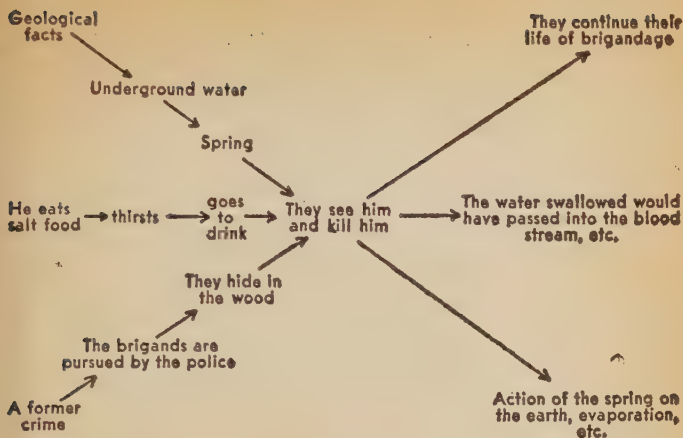 Geological
facts
Underground water
Spring
He eats
salt food
thirsts
goes
to
drink
They see him
and kill him
They hide in
the wood
The brigands are
pursued by the police
A former
crime
They continue their
life of brigandage
The water swallowed would
have passed into the blood
stream, etc.
Action of the spring on
the earth, evaporation,
etc.